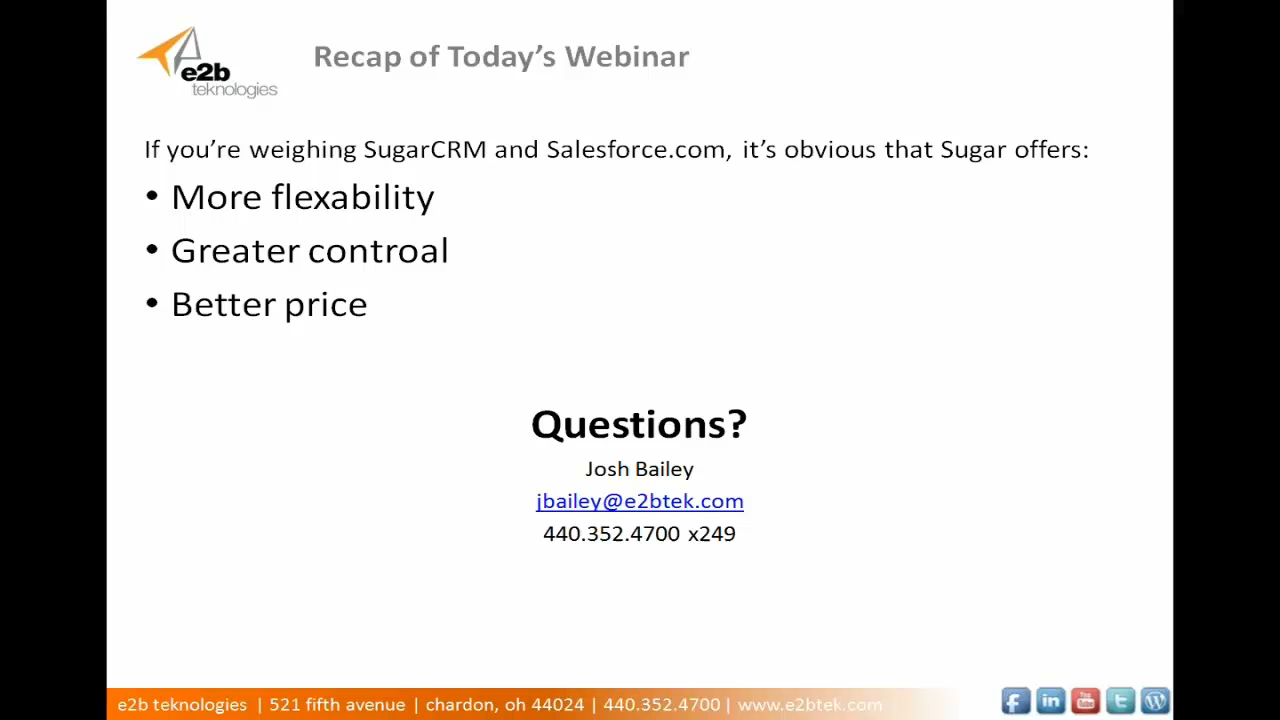 e2b
teknologies
Recap of Today's Webinar
If you're weighing SugarCRM and Salesforce.com, it's obvious that Sugar offers:
• More flexability
• Greater controal
• Better price
Questions?
Josh Bailey
jbailey@e2btek.com
440.352.4700 x249
e2b teknologies | 521 fifth avenue | chardon, oh 44024 | 440.352.4700 | www.e2btek.com